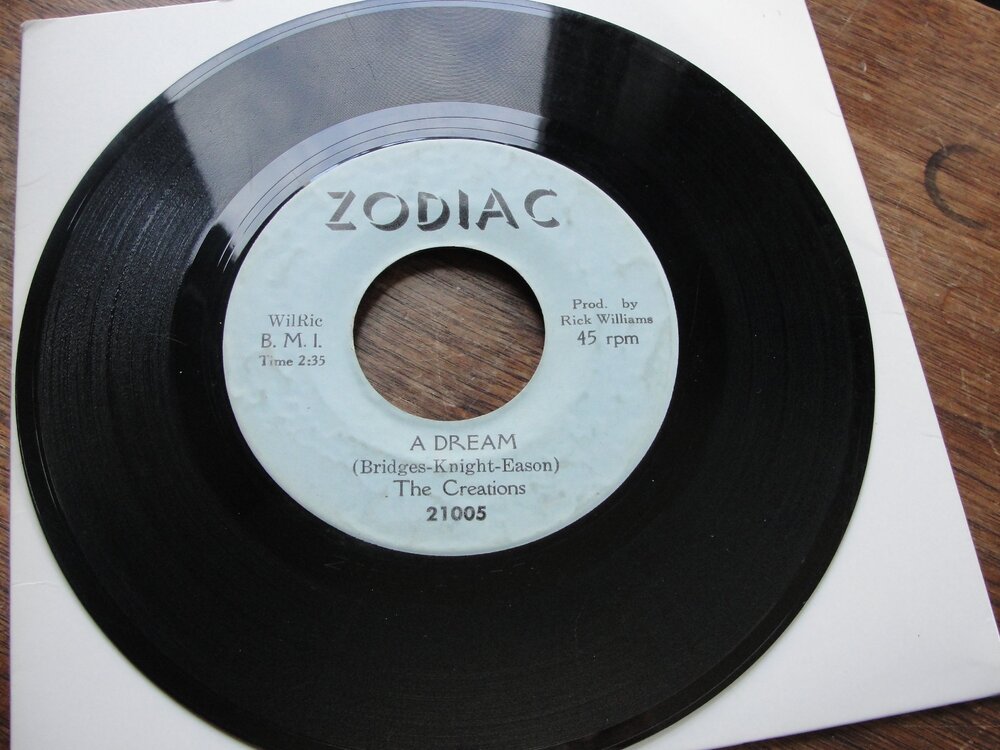 ZODIAC
WilRic
B. M. I.
Time 2:35
Prod. by
Rick Williams
45 rpm
A DREAM
(Bridges-Knight-Eason)
The Creations
21005